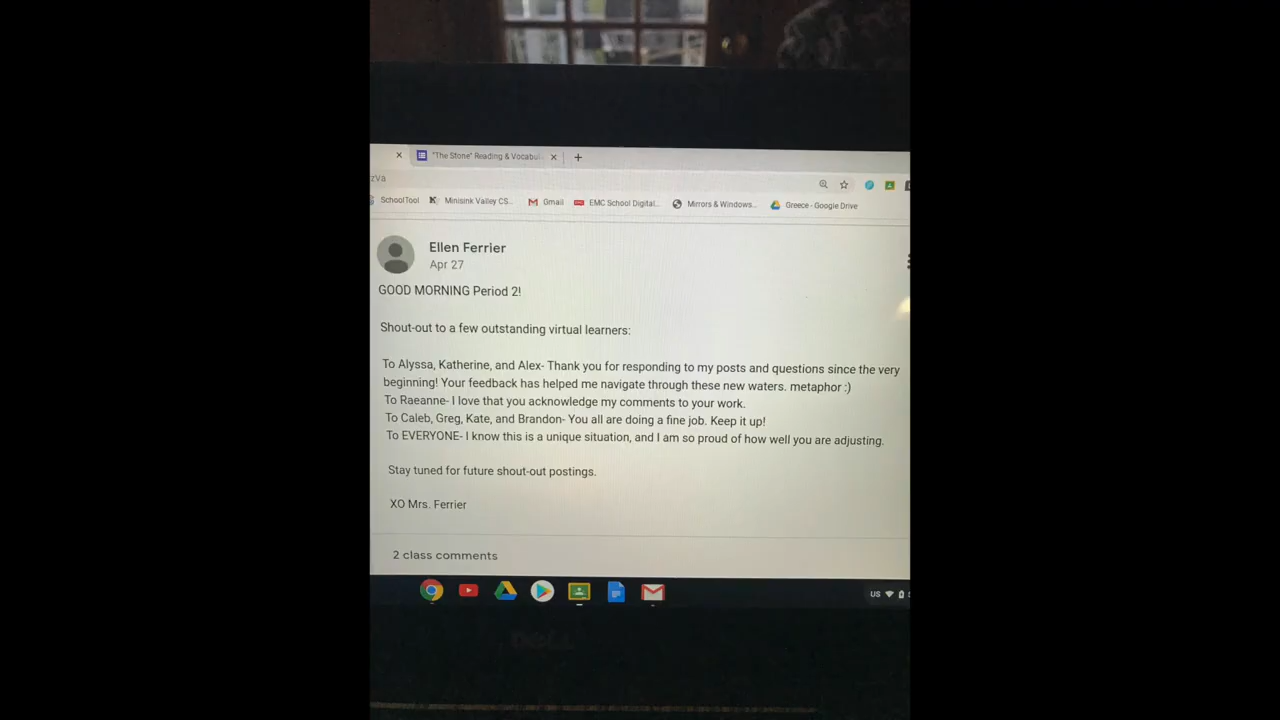 "The Stone" Reading & Vocabul
zVa
SchoolTool Minisink Valley CS... Gmail EMC School Digital... Mirrors & Windows... Greece - Google Drive
Ellen Ferrier
Apr 27
GOOD MORNING Period 2!
Shout-out to a few outstanding virtual learners:
To Alyssa, Katherine, and Alex- Thank you for responding to my posts and questions since the very
beginning! Your feedback has helped me navigate through these new waters. metaphor :)
To Raeanne- I love that you acknowledge my comments to your work.
To Caleb, Greg, Kate, and Brandon- You all are doing a fine job. Keep it up!
To EVERYONE- I know this is a unique situation, and I am so proud of how well you are adjusting.
Stay tuned for future shout-out postings.
XO Mrs. Ferrier
2 class comments
US